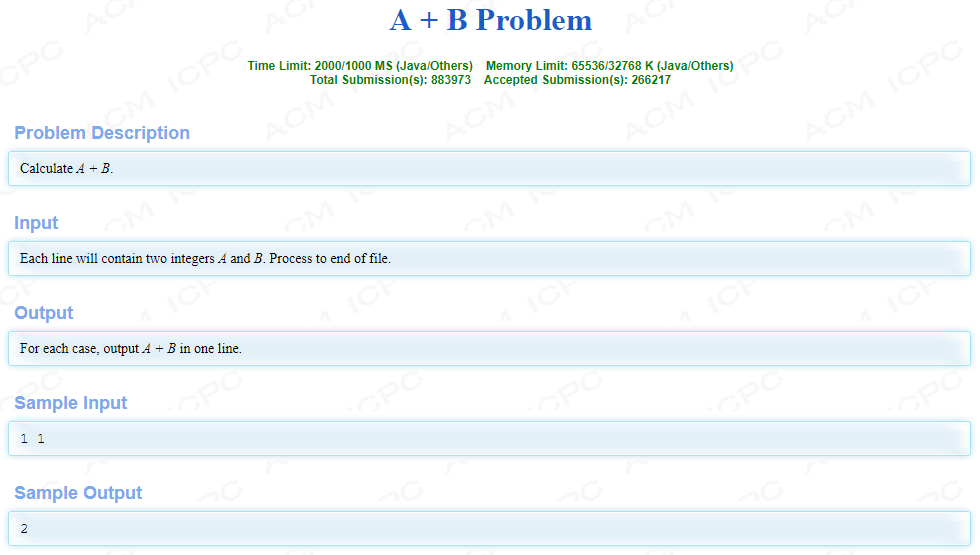 A + B Problem
Time Limit: 2000/1000 MS (Java/Others) Memory Limit: 65536/32768 K (Java/Others)
Total Submission(s): 883973 Accepted Submission(s): 266217
Problem Description
Calculate A + B.
Input
Each line will contain two integers A and B. Process to end of file.
Output
For each case, output A + B in one line.
Sample Input
1 1
Sample Output
2